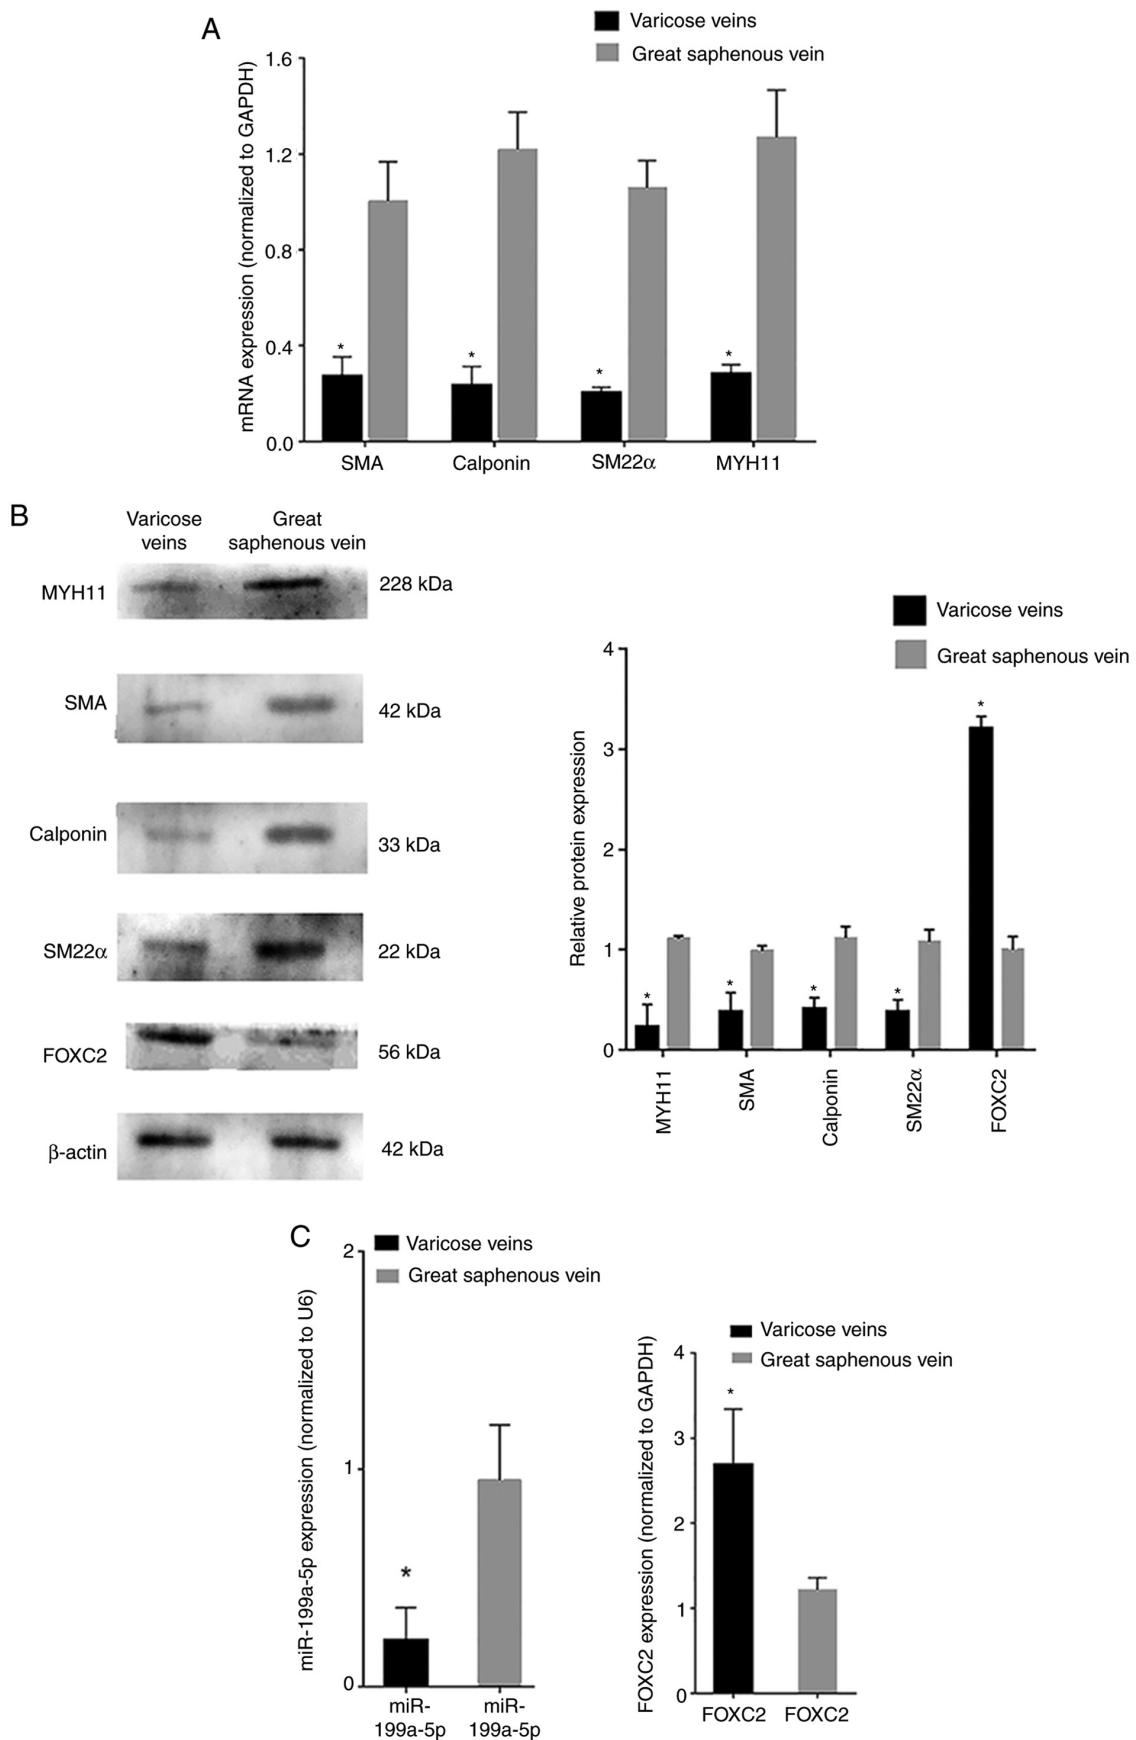 A
Varicose veins
Great saphenous vein
mRNA expression (normalized to GAPDH)
1.6
1.2
0.8
0.4
0.0
*
*
*
*
SMA
Calponin
SM22α
MYH11
B
Varicose
veins
Great
saphenous vein
MYH11
228 kDa
SMA
42 kDa
Calponin
33 kDa
SM22α
22 kDa
FOXC2
56 kDa
β-actin
42 kDa
Varicose veins
Great saphenous vein
Relative protein expression
4
3
2
1
0
*
*
*
*
*
MYH11
SMA
Calponin
SM22α
FOXC2
C
Varicose veins
Great saphenous vein
miR-199a-5p expression (normalized to U6)
2
1
0
*
miR-
199a-5p
miR-
199a-5p
Varicose veins
Great saphenous vein
FOXC2 expression (normalized to GAPDH)
4
3
2
1
0
*
FOXC2
FOXC2